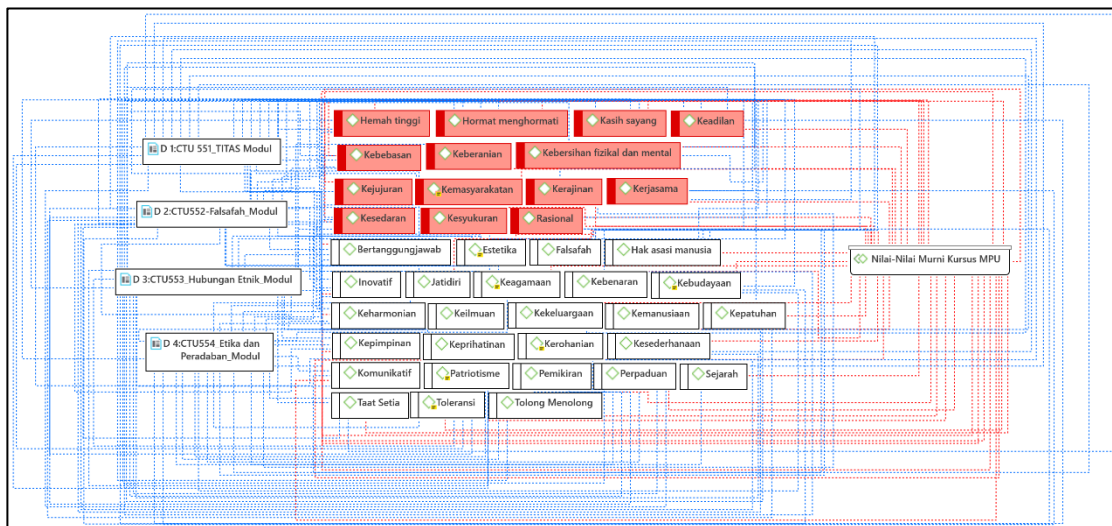 Hemah tinggi
Hormat menghormati
Kasih sayang
Keadilan
D 1:CTU 551_TITAS Modul
Kebebasan
Keberanian
Kebersihan fizikal dan mental
Kejujuran
Kemasyarakatan
Kerajinan
Kerjasama
D 2:CTU552-Falsafah_Modul
Kesedaran
Kesyukuran
Rasional
Bertanggungjawab
Estetika
Falsafah
Hak asasi manusia
Nilai-Nilai Murni Kursus MPU
D 3:CTU553_Hubungan Etnik_Modul
Inovatif
Jatidiri
Keagamaan
Kebenaran
Kebudayaan
Keharmonian
Keilmuan
Kekeluargaan
Kemanusiaan
Kepatuhan
D 4:CTU554_Etika dan
Peradaban_Modul
Kepimpinan
Keprihatinan
Kerohanian
Kesederhanaan
Komunikatif
Patriotisme
Pemikiran
Perpaduan
Sejarah
Taat Setia
Toleransi
Tolong Menolong